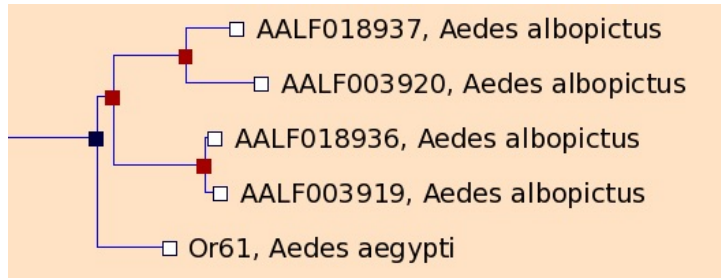 AALF018937, Aedes albopictus
AALF003920, Aedes albopictus
AALF018936, Aedes albopictus
AALF003919, Aedes albopictus
Or61, Aedes aegypti